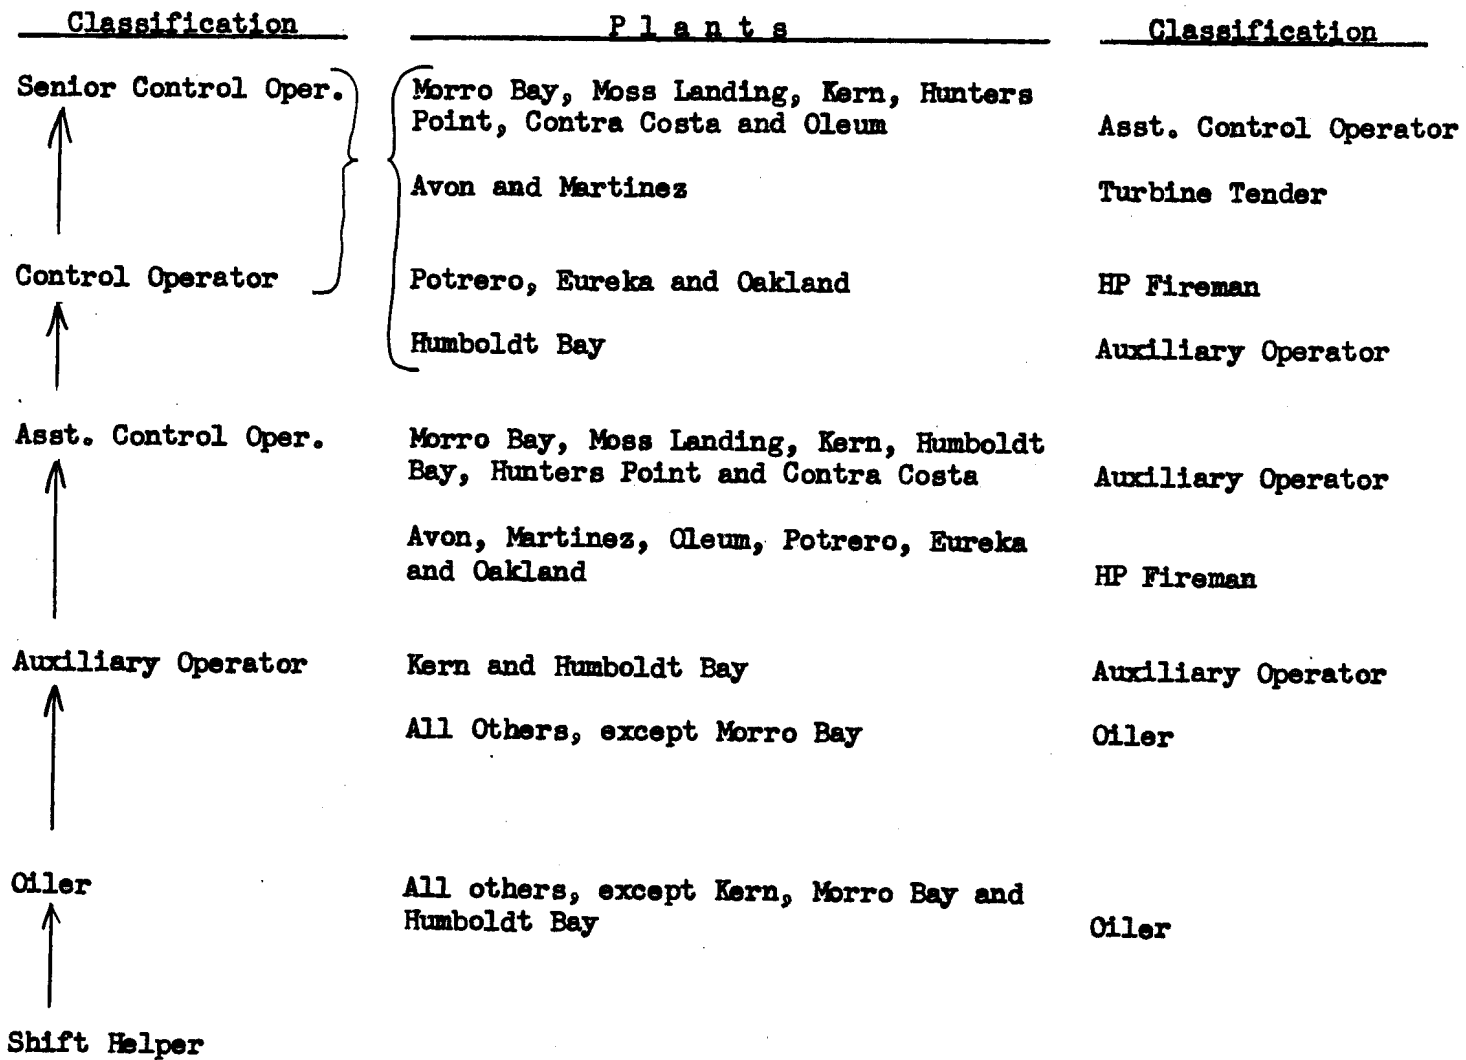 Classification Plants Classification
Senior Control Oper. Morro Bay, Moss Landing, Kern, Hunters
Point, Contra Costa and Oleum Asst. Control Operator
Avon and Martinez Turbine Tender
Control Operator Potrero, Eureka and Oakland HP Fireman
Humboldt Bay Auxiliary Operator
Asst. Control Oper. Morro Bay, Moss Landing, Kern, Humboldt
Bay, Hunters Point and Contra Costa Auxiliary Operator
Avon, Martinez, Oleum, Potrero, Eureka
and Oakland HP Fireman
Auxiliary Operator Kern and Humboldt Bay Auxiliary Operator
All Others, except Morro Bay Oiler
Oiler All others, except Kern, Morro Bay and
Humboldt Bay Oiler
Shift Helper